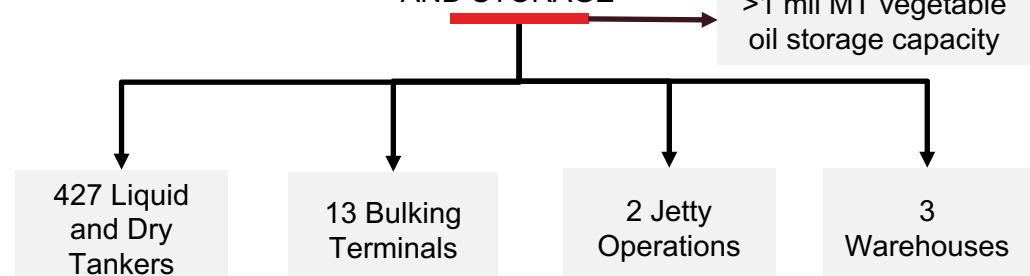 AND STORAGE
>1 mil MT vegetable
oil storage capacity
427 Liquid
and Dry
Tankers
13 Bulking
Terminals
2 Jetty
Operations
3
Warehouses